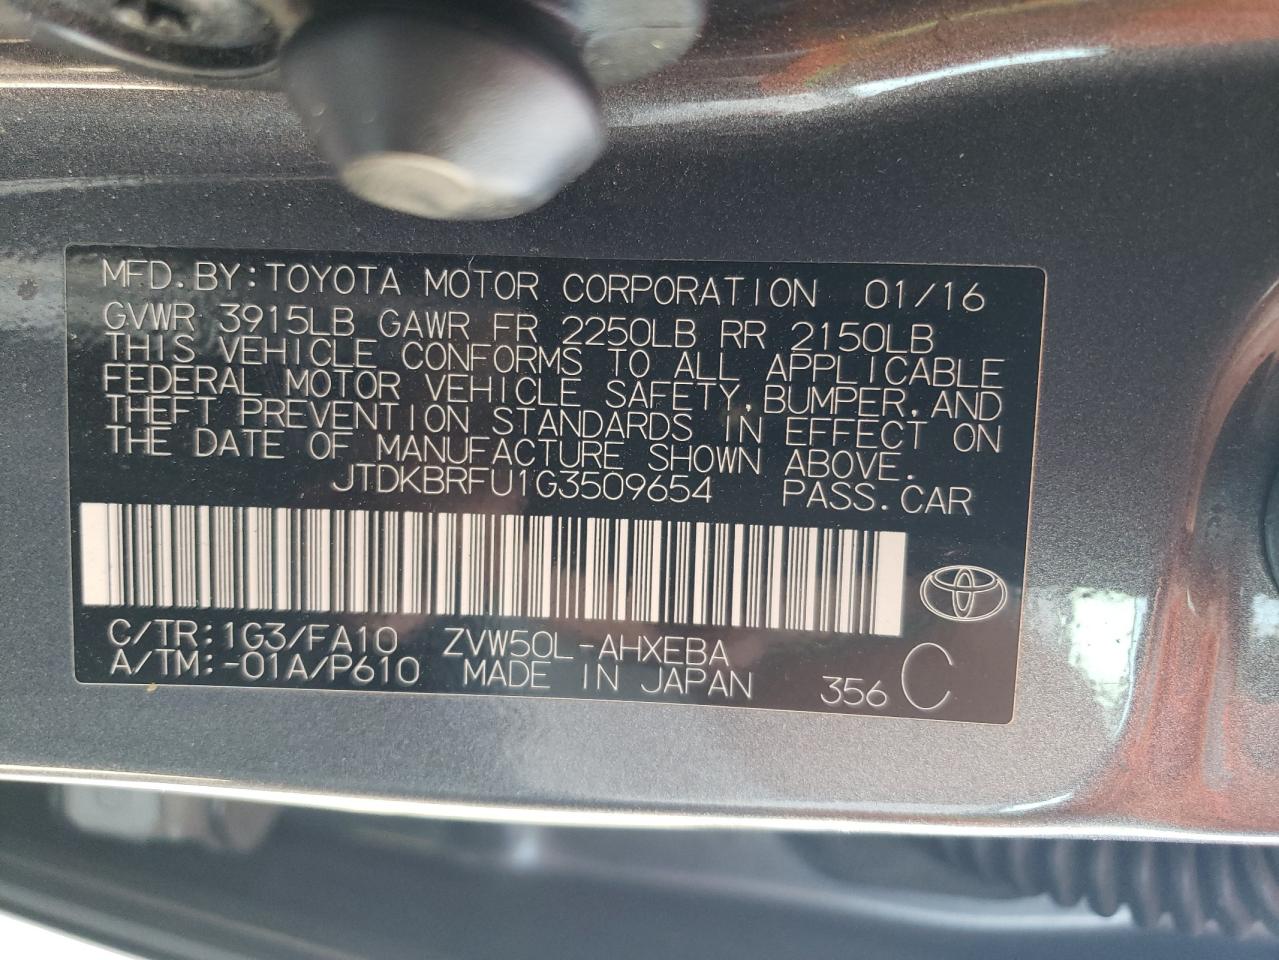 MFD.BY:TOYOTA MOTOR CORPORATION 01/16
GVWR 3915LB GAWR FR 2250LB RR 2150LB
THIS VEHICLE CONFORMS TO ALL APPLICABLE
FEDERAL MOTOR VEHICLE SAFETY,BUMPER,AND
THEFT PREVENTION STANDARDS IN EFFECT ON
THE DATE OF MANUFACTURE SHOWN ABOVE.
JTDKBRFU1G3509654 PASS.CAR
C/TR:1G3/FA10 ZVW50L-AHXEBA
A/TM:-01A/P610 MADE IN JAPAN 356 C